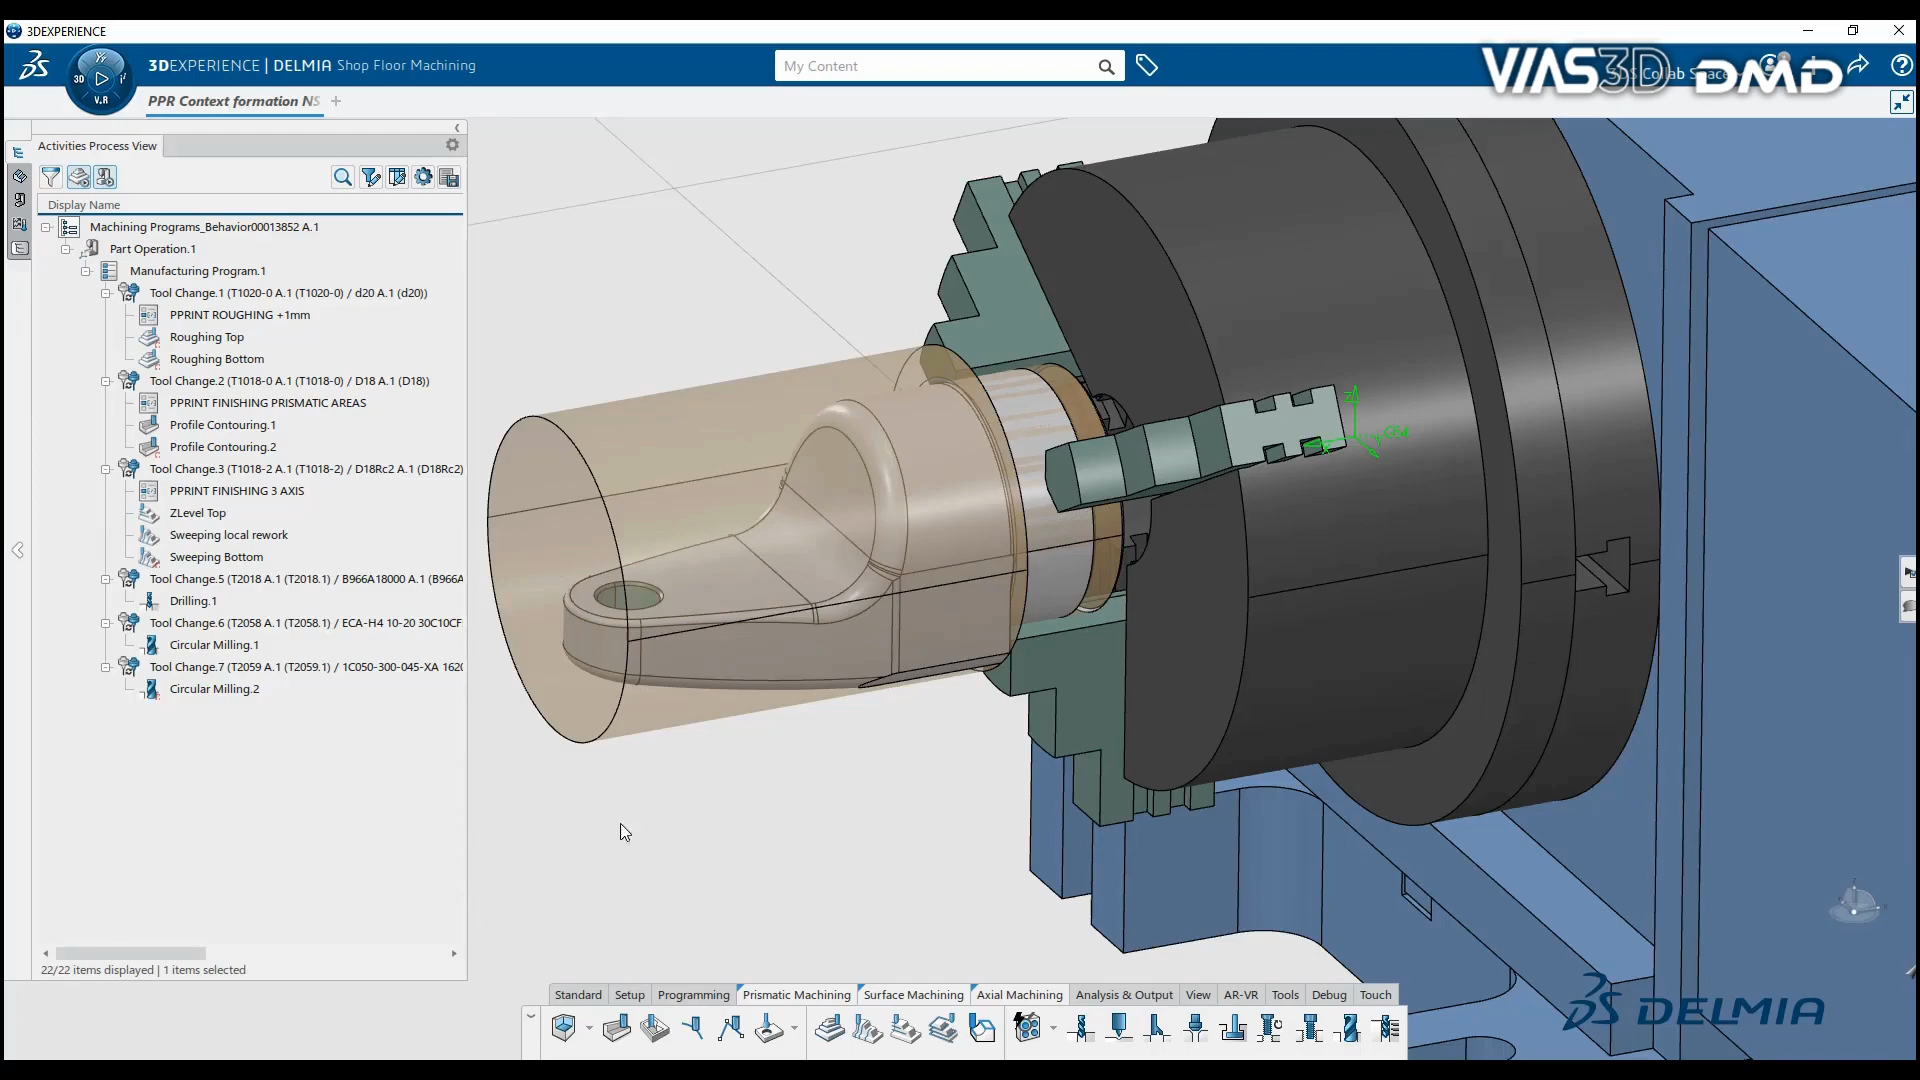 3DEXPERIENCE
3DEXPERIENCE | DELMIA Shop Floor Machining
My Content
3DS Collab Space
VIAS3D DMD
3D
V.R
PPR Context formation NS
Activities Process View
Display Name
Machining Programs_Behavior00013852 A.1
Part Operation.1
Manufacturing Program.1
Tool Change.1 (T1020-0 A.1 (T1020-0) / d20 A.1 (d20))
PPRINT ROUGHING +1mm
Roughing Top
Roughing Bottom
Tool Change.2 (T1018-0 A.1 (T1018-0) / D18 A.1 (D18))
PPRINT FINISHING PRISMATIC AREAS
Profile Contouring.1
Profile Contouring.2
Tool Change.3 (T1018-2 A.1 (T1018-2) / D18Rc2 A.1 (D18Rc2)
PPRINT FINISHING 3 AXIS
ZLevel Top
Sweeping local rework
Sweeping Bottom
Tool Change.5 (T2018 A.1 (T2018.1) / B966A18000 A.1 (B966A
Drilling.1
Tool Change.6 (T2058 A.1 (T2058.1) / ECA-H4 10-20 30C10CF
Circular Milling.1
Tool Change.7 (T2059 A.1 (T2059.1) / 1C050-300-045-XA 1620
Circular Milling.2
22/22 items displayed | 1 items selected
Standard Setup Programming Prismatic Machining Surface Machining Axial Machining Analysis & Output View AR-VR Tools Debug Touch
DELMIA